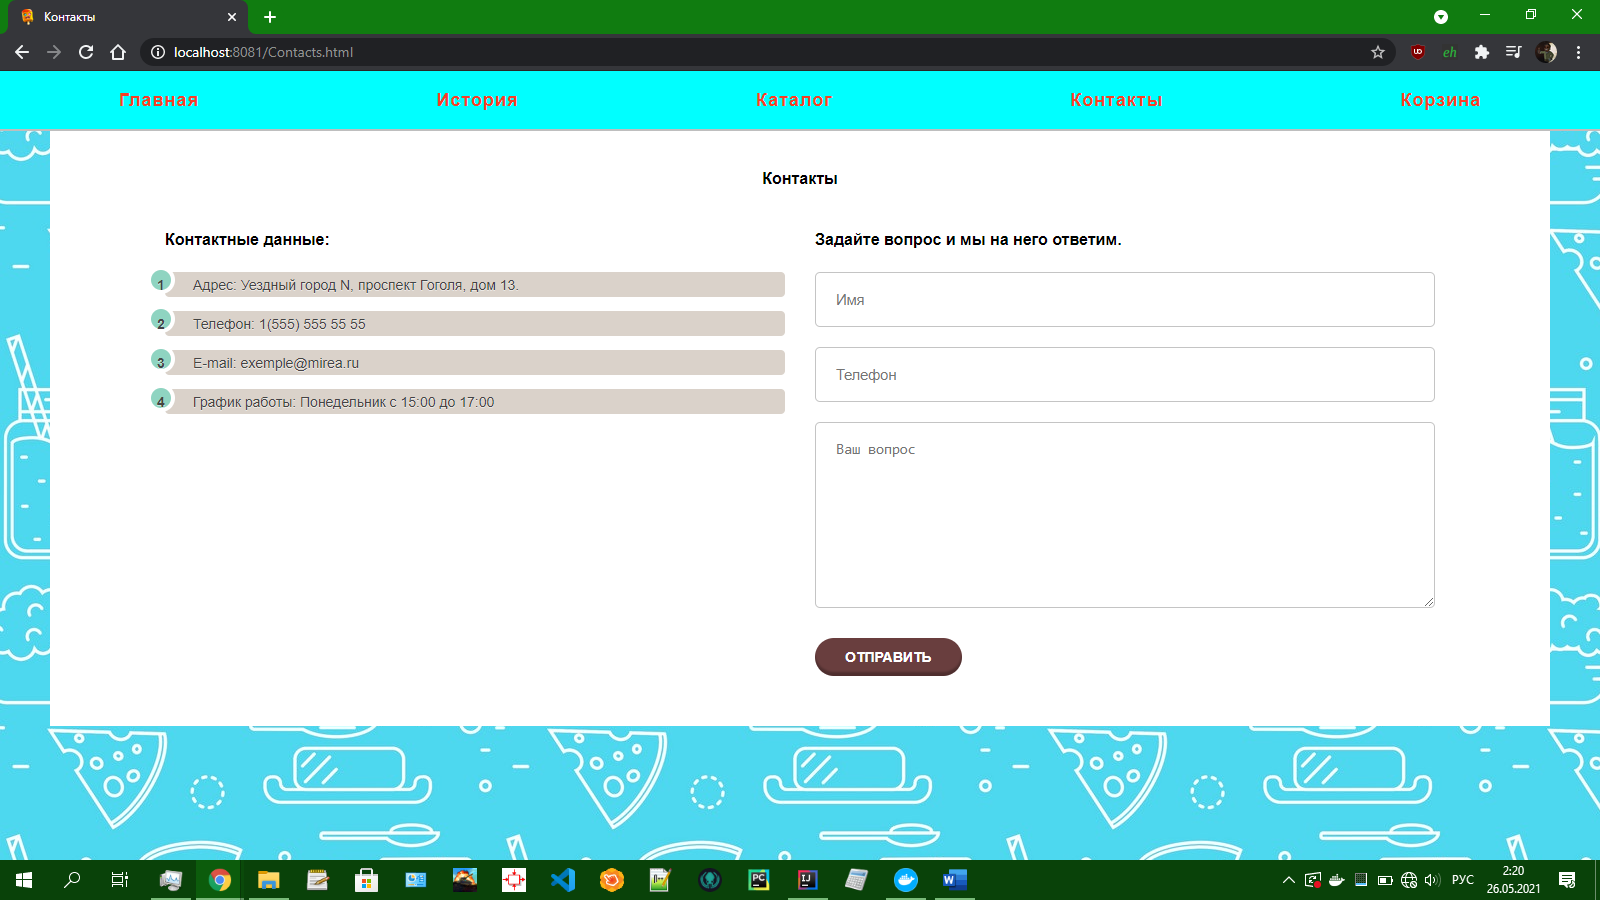 Контакты
localhost:8081/Contacts.html
eh
Главная История Каталог Контакты Корзина
Контакты
Контактные данные:
1 Адрес: Уездный город N, проспект Гоголя, дом 13.
2 Телефон: 1(555) 555 55 55
3 E-mail: exemple@mirea.ru
4 График работы: Понедельник с 15:00 до 17:00
Задайте вопрос и мы на него ответим.
Имя
Телефон
Ваш вопрос
ОТПРАВИТЬ
PC
IJ
W
РУС
2:20
26.05.2021